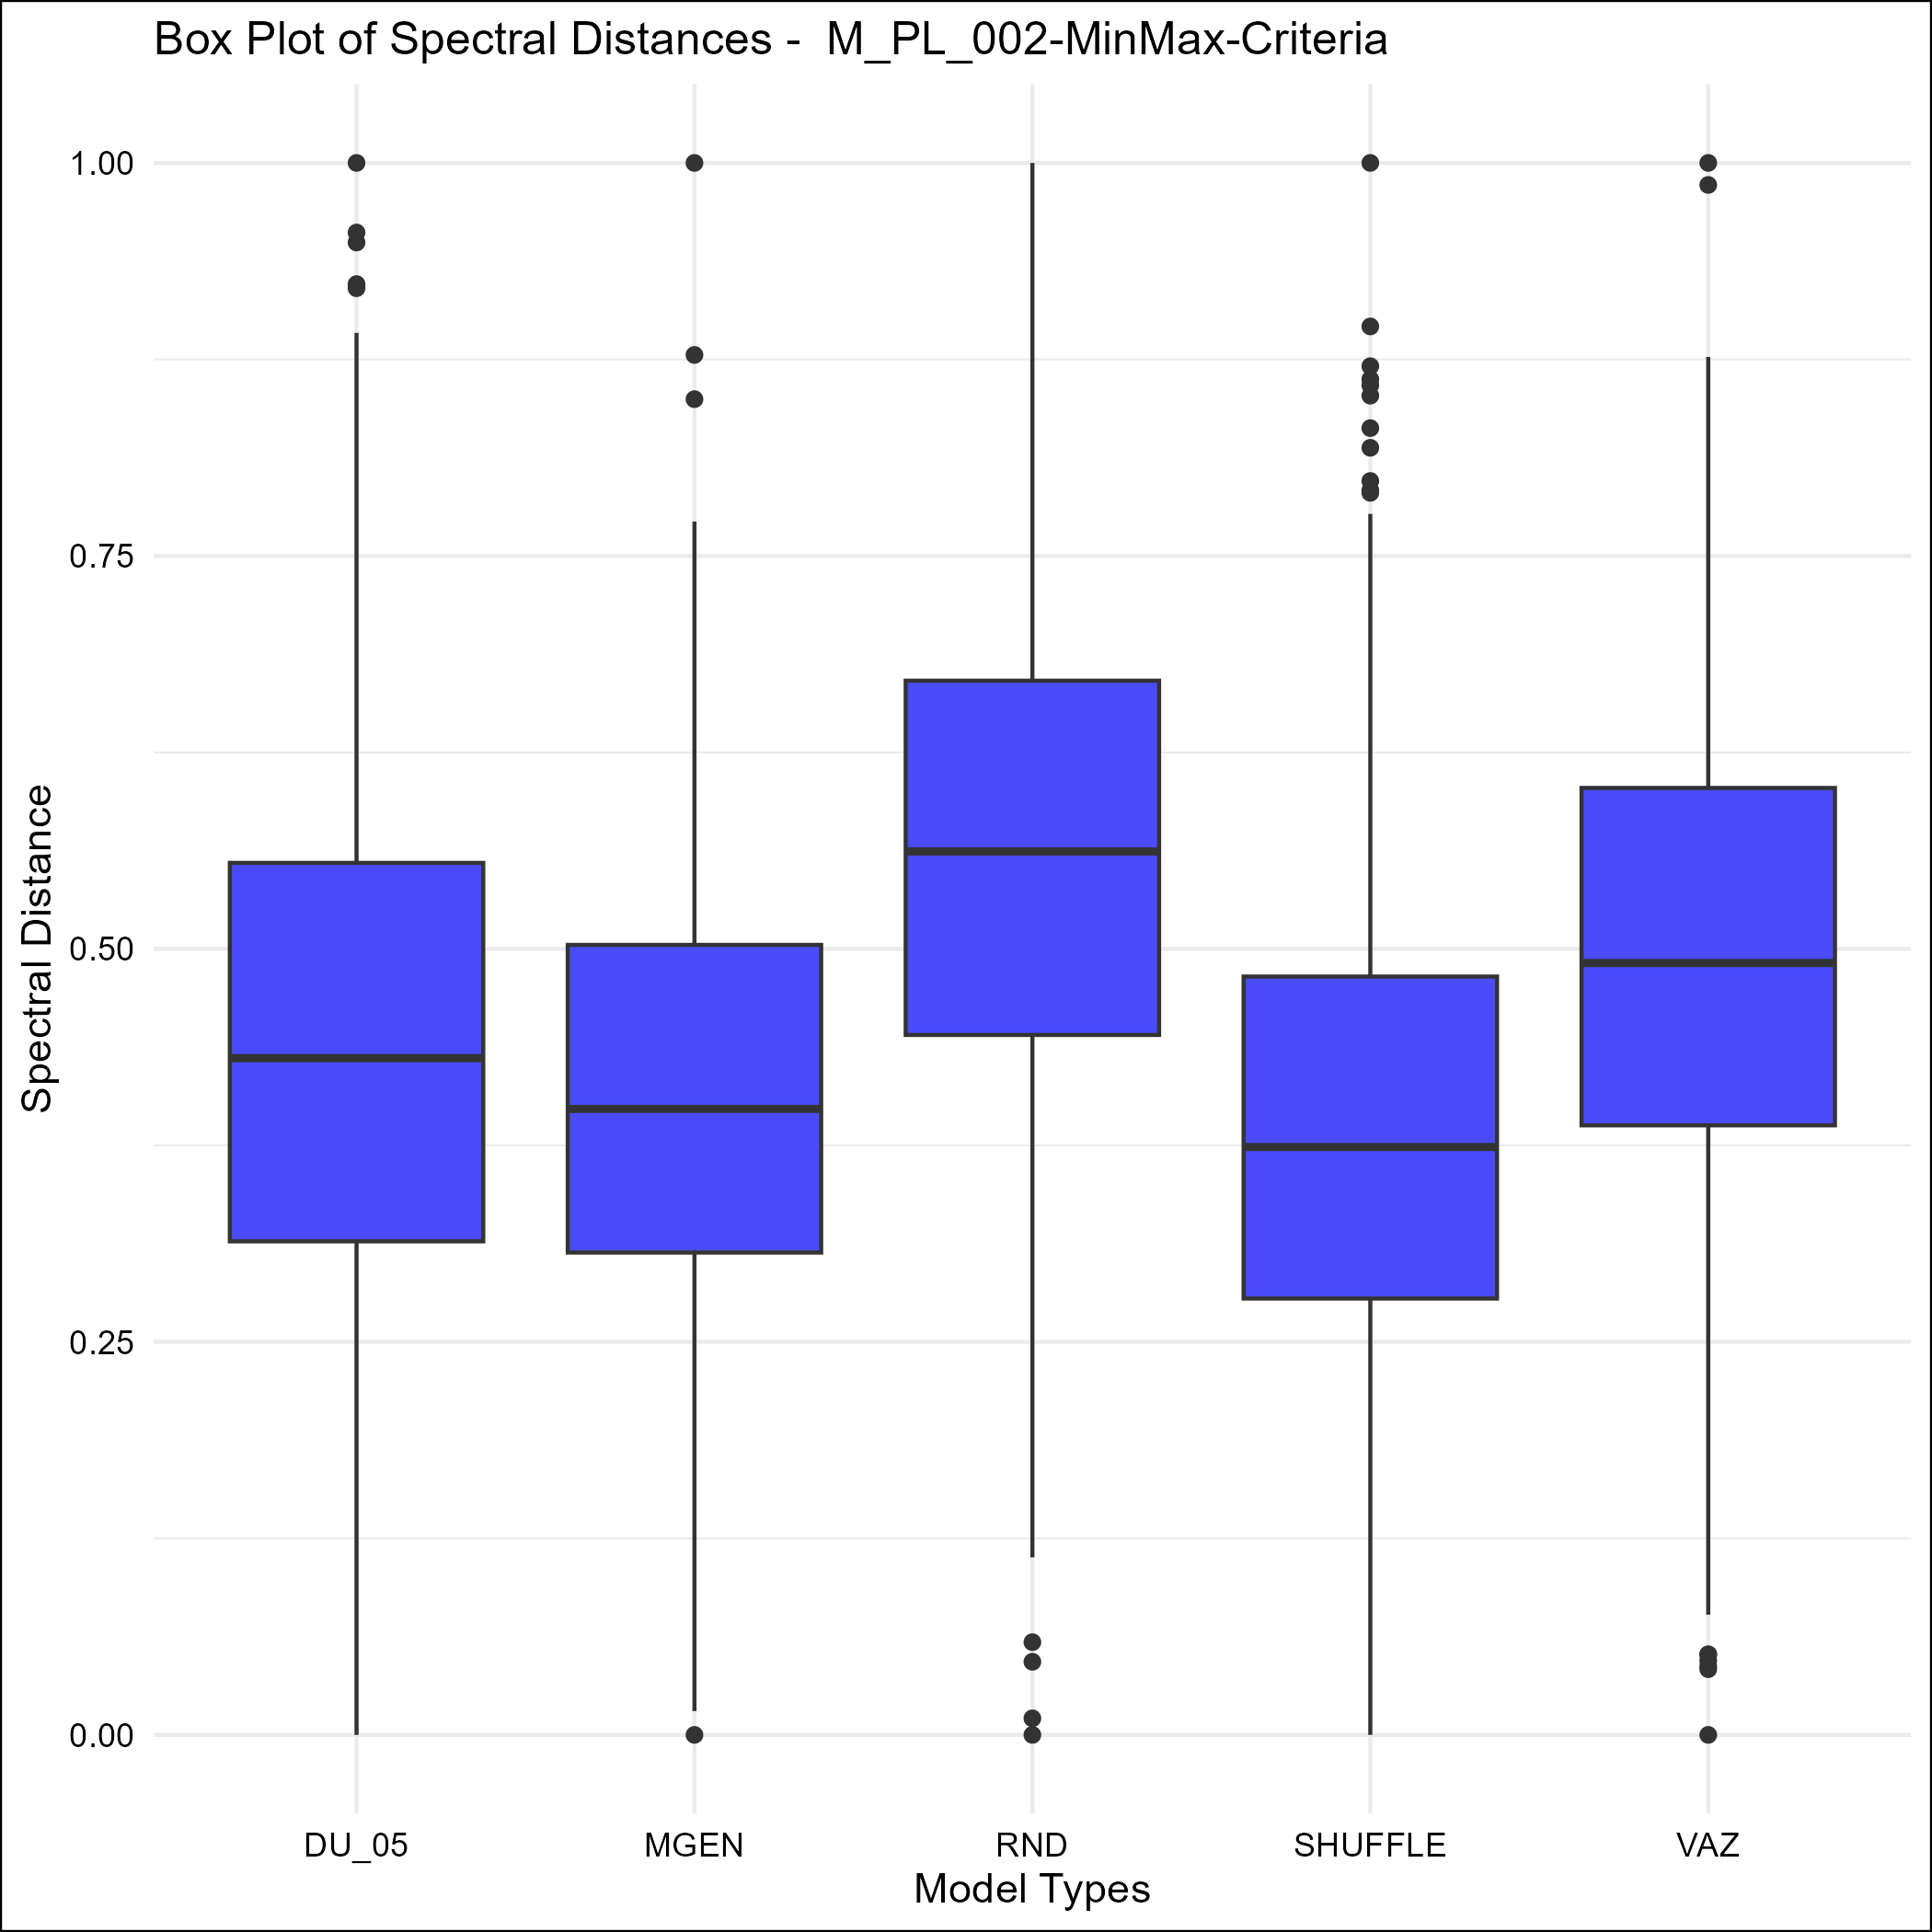 Box Plot of Spectral Distances -  M_PL_002-MinMax-Criteria
Spectral Distance
1.00
0.75
0.50
0.25
0.00
DU_05 MGEN RND SHUFFLE VAZ
Model Types